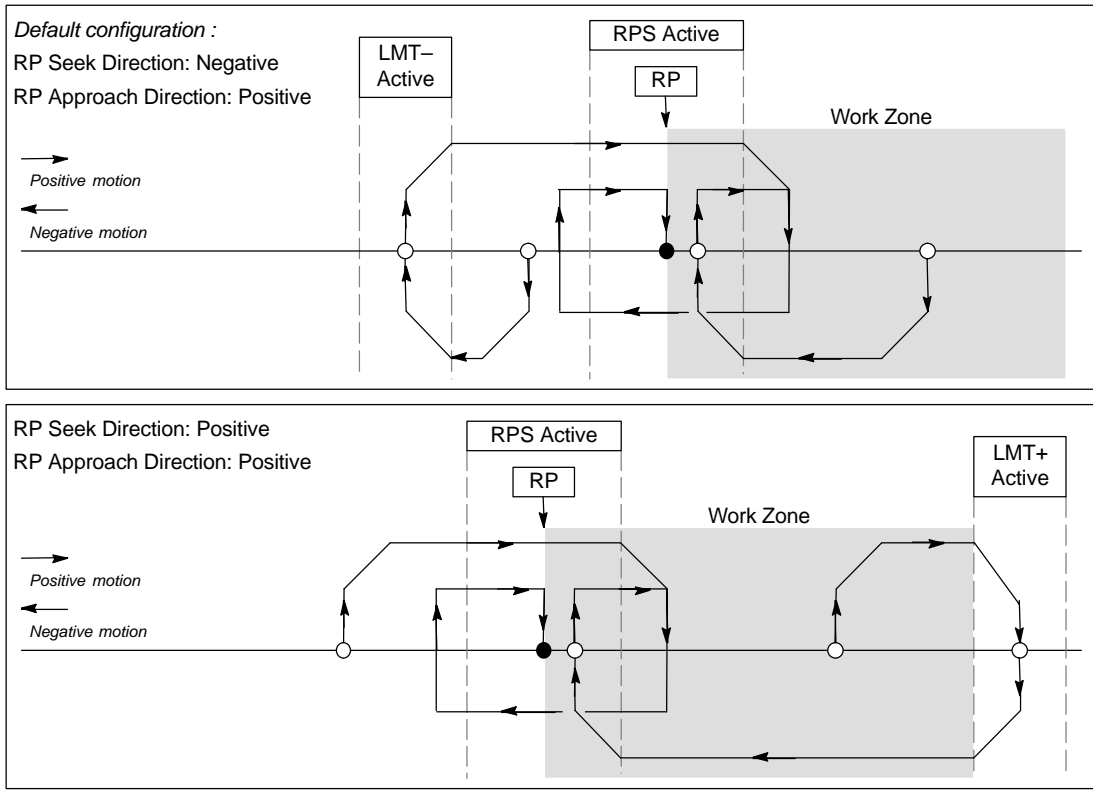 Default configuration :
RP Seek Direction: Negative
RP Approach Direction: Positive
LMT–
Active
RPS Active
RP
Work Zone
Positive motion
Negative motion
RP Seek Direction: Positive
RP Approach Direction: Positive
RPS Active
RP
LMT+
Active
Work Zone
Positive motion
Negative motion